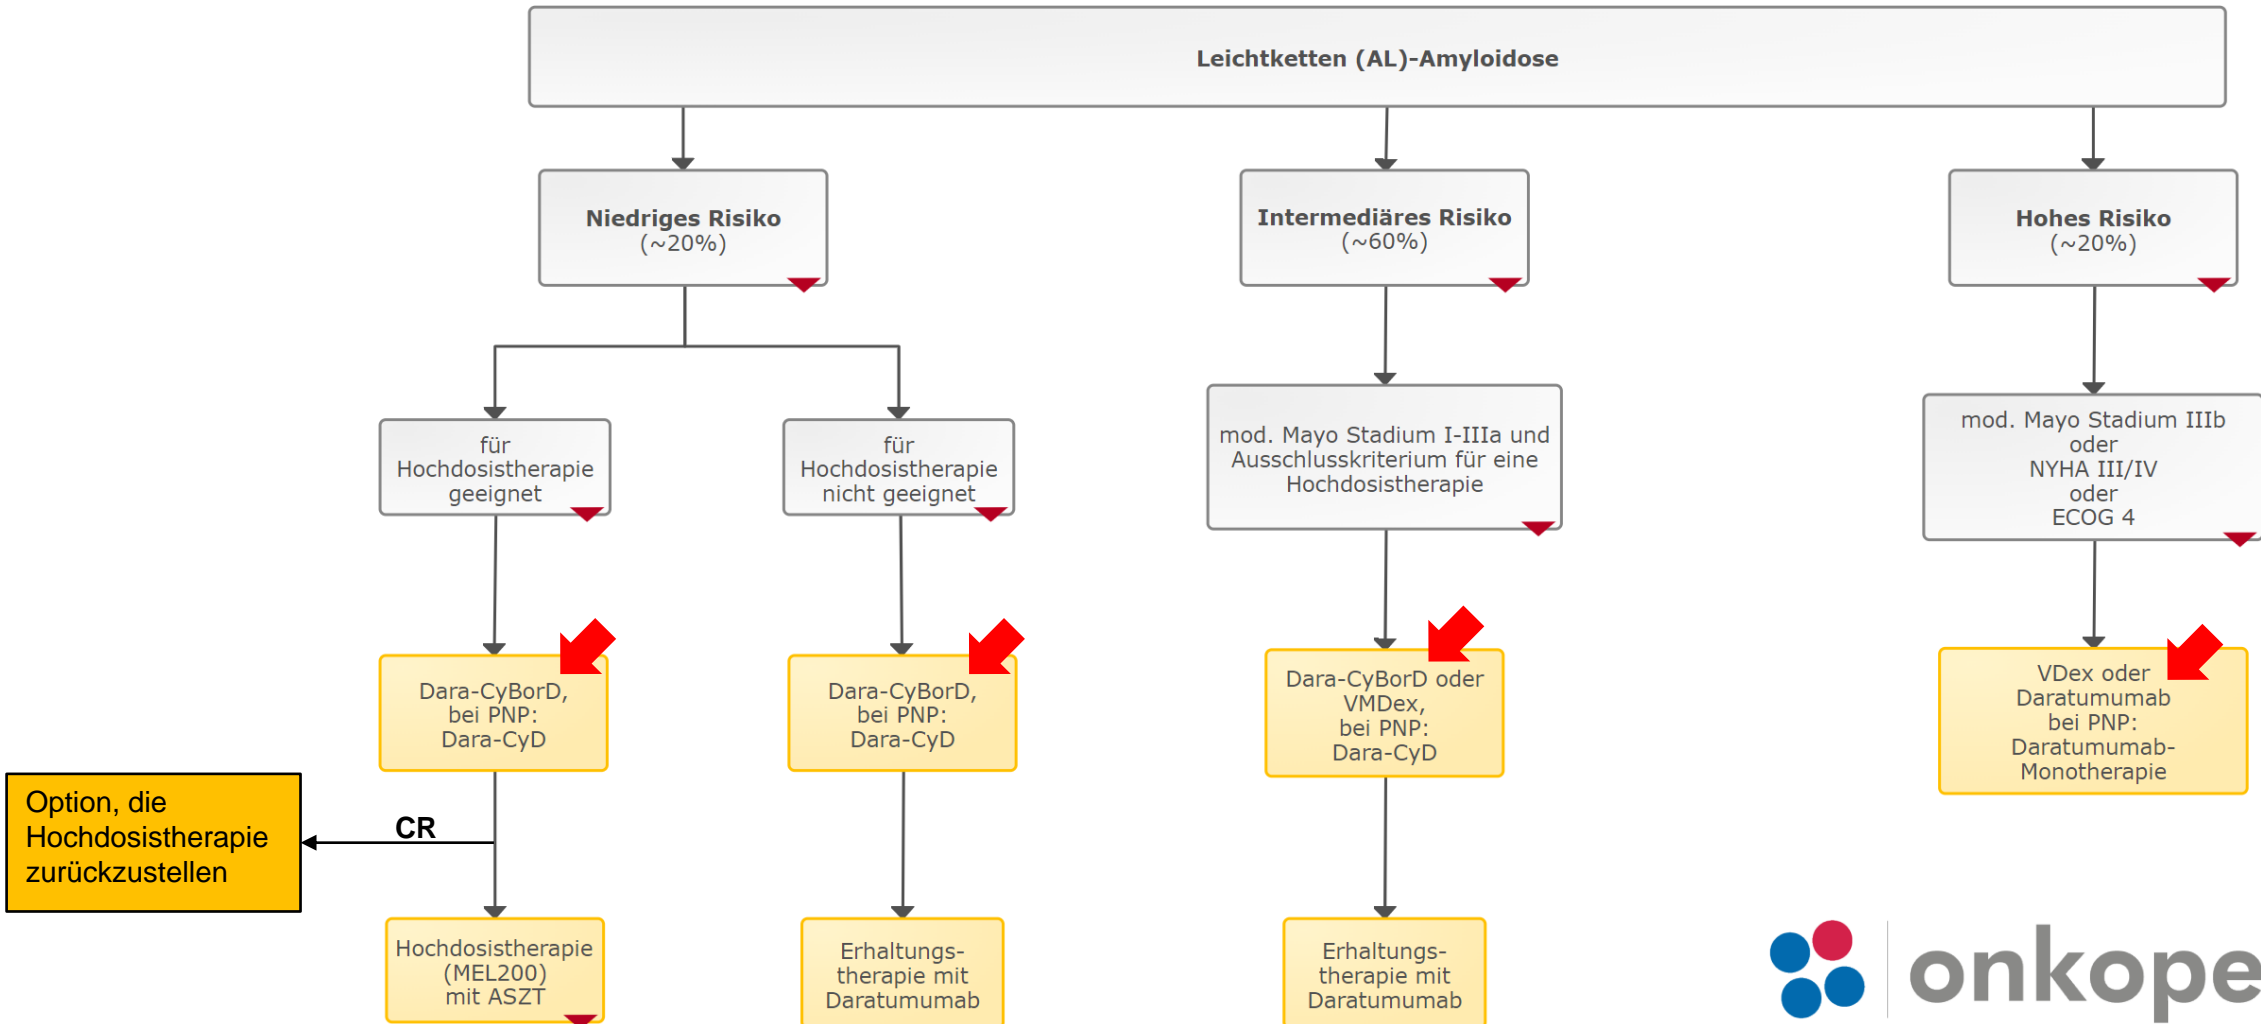 Leichtketten (AL)-Amyloidose
Niedriges Risiko
(~20%)
Intermediäres Risiko
(~60%)
Hohes Risiko
(~20%)
für
Hochdosistherapie
geeignet
für
Hochdosistherapie
nicht geeignet
mod. Mayo Stadium I-IIIa und
Ausschlusskriterium für eine
Hochdosistherapie
mod. Mayo Stadium IIIb
oder
NYHA III/IV
oder
ECOG 4
Dara-CyBorD,
bei PNP:
Dara-CyD
Dara-CyBorD,
bei PNP:
Dara-CyD
Dara-CyBorD oder
VMDex,
bei PNP:
Dara-CyD
VDex oder
Daratumumab
bei PNP:
Daratumumab-
Monotherapie
Option, die
Hochdosistherapie
zurückzustellen
CR
Hochdosistherapie
(MEL200)
mit ASZT
Erhaltungs-
therapie mit
Daratumumab
Erhaltungs-
therapie mit
Daratumumab
onkope